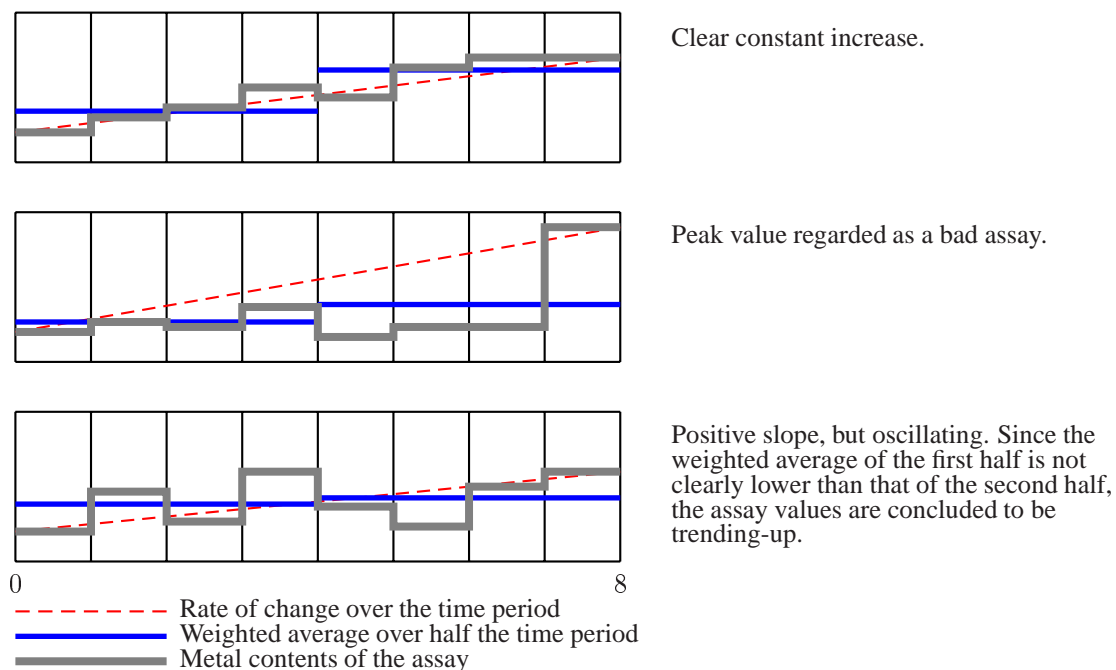 Clear constant increase.
Peak value regarded as a bad assay.
Positive slope, but oscillating. Since the
weighted average of the first half is not
clearly lower than that of the second half,
the assay values are concluded to be
trending-up.
0 8
Rate of change over the time period
Weighted average over half the time period
Metal contents of the assay